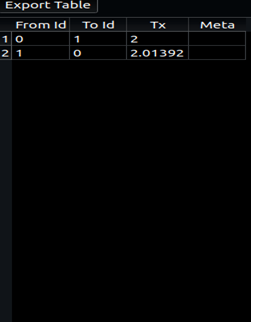 Export Table
From Id To Id Tx Meta
1 0 1 2
2 1 0 2.01392